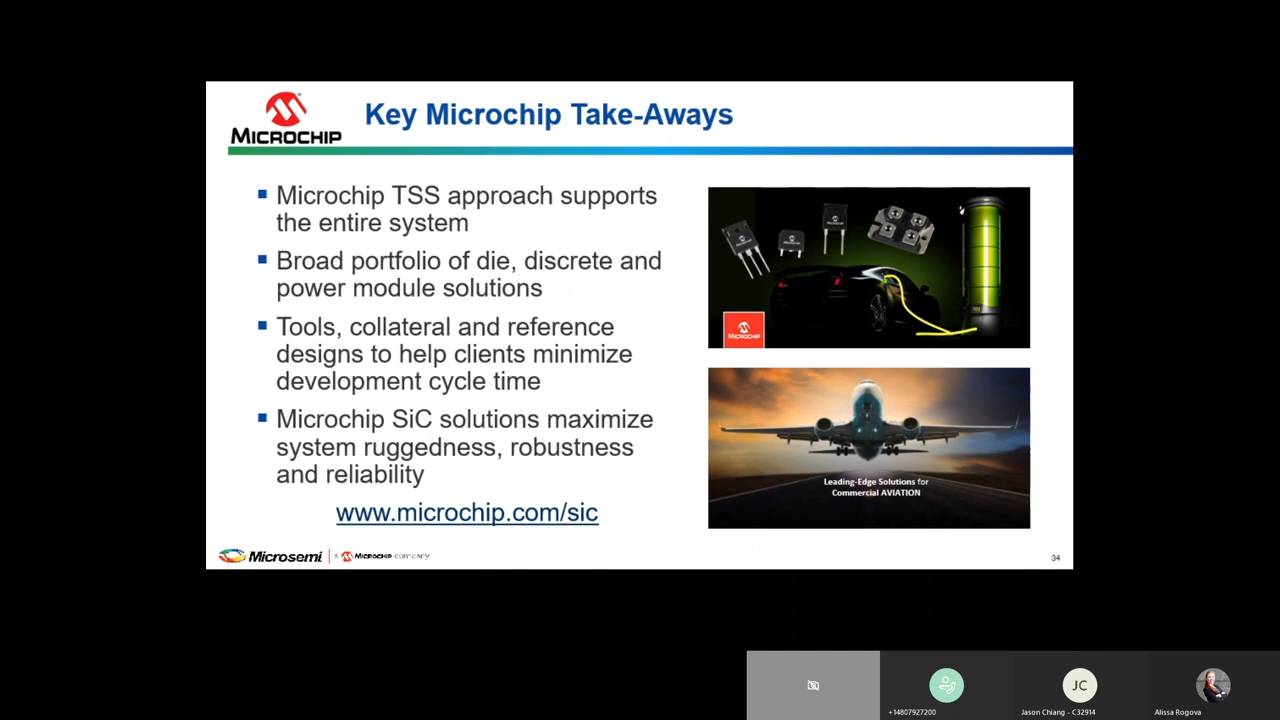 MICROCHIP
Key Microchip Take-Aways
Microchip TSS approach supports
the entire system
Broad portfolio of die, discrete and
power module solutions
Tools, collateral and reference
designs to help clients minimize
development cycle time
Microchip SiC solutions maximize
system ruggedness, robustness
and reliability
www.microchip.com/sic
MICROCHIP
Leading-Edge Solutions for
Commercial AVIATION
Microsemi
a MICROCHIP company
34
JC
+14807927200
Jason Chiang - C32914
Alissa Rogova